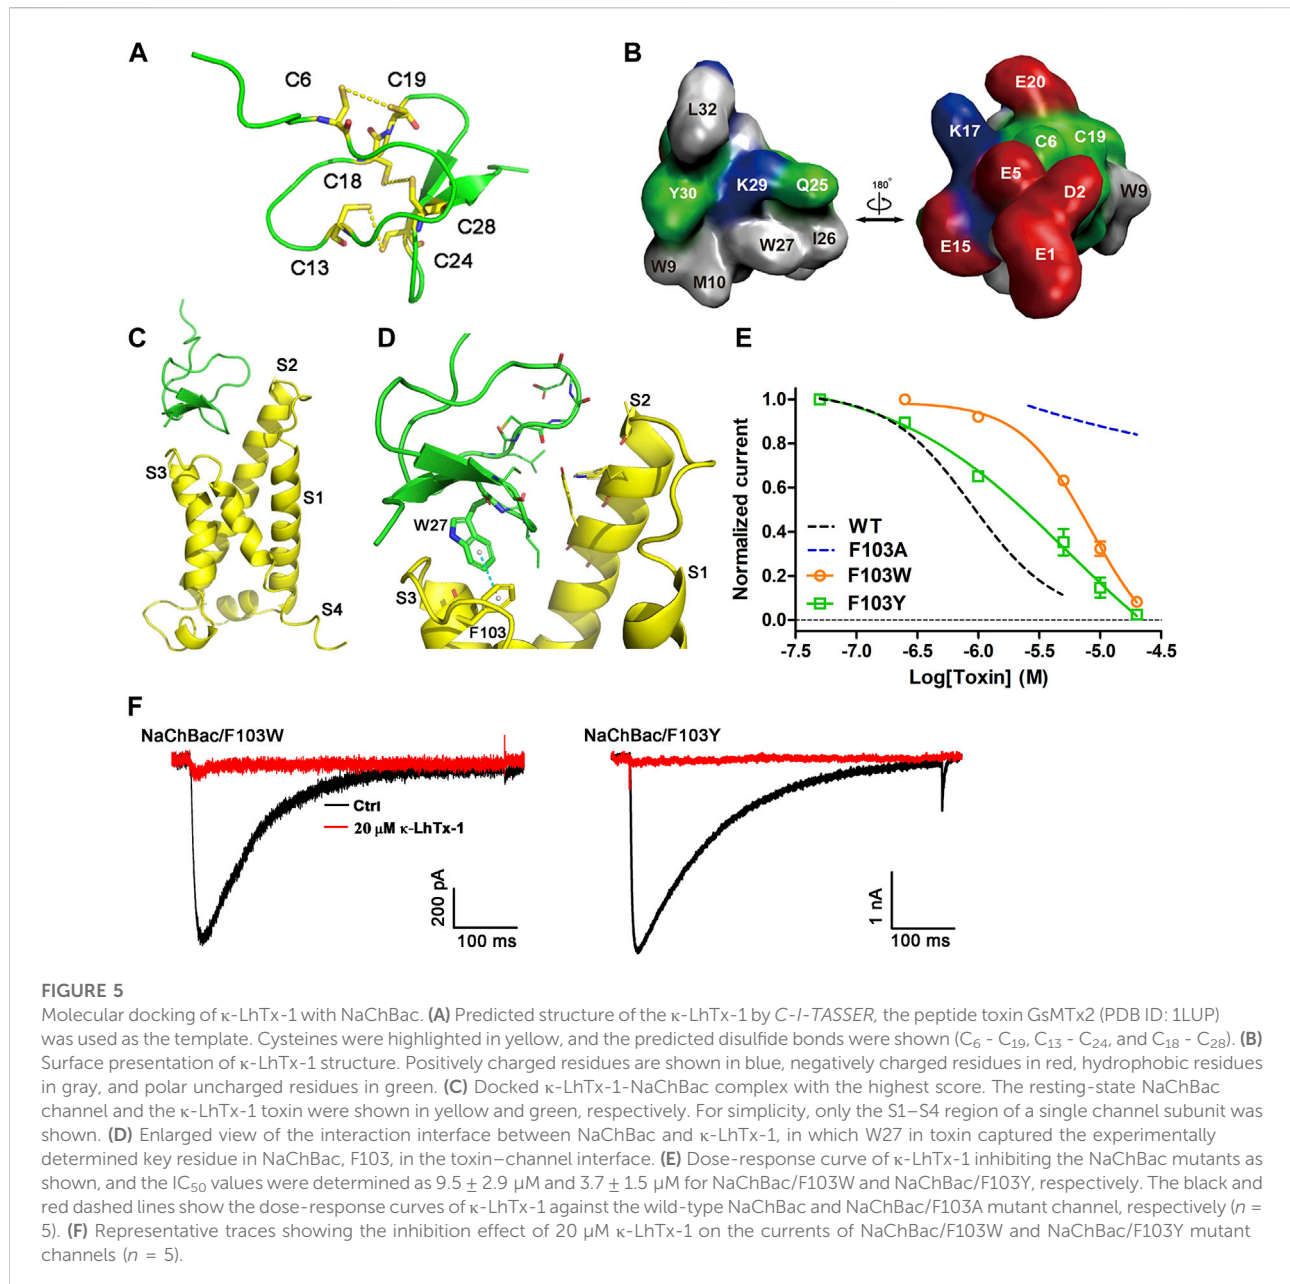 A
C6
C19
C18
C28
C13
C24
B
L32
Y30
K29
Q25
W27
I26
W9
M10
180°
E20
K17
C6
C19
E5
D2
W9
E15
E1
C
S2
S3
S1
S4
D
S2
W27
S3
S1
F103
E
Normalized current
1.0
0.8
0.6
0.4
0.2
0.0
WT
F103A
F103W
F103Y
-7.5 -7.0 -6.5 -6.0 -5.5 -5.0 -4.5
Log[Toxin] (M)
F
NaChBac/F103W
Ctrl
20 μM κ-LhTx-1
200 pA
100 ms
NaChBac/F103Y
1 nA
100 ms
FIGURE 5
Molecular docking of κ-LhTx-1 with NaChBac. (A) Predicted structure of the κ-LhTx-1 by C-I-TASSER, the peptide toxin GsMTx2 (PDB ID: 1LUP)
was used as the template. Cysteines were highlighted in yellow, and the predicted disulfide bonds were shown (C6 - C19, C13 - C24, and C18 - C28). (B)
Surface presentation of κ-LhTx-1 structure. Positively charged residues are shown in blue, negatively charged residues in red, hydrophobic residues
in gray, and polar uncharged residues in green. (C) Docked κ-LhTx-1-NaChBac complex with the highest score. The resting-state NaChBac
channel and the κ-LhTx-1 toxin were shown in yellow and green, respectively. For simplicity, only the S1–S4 region of a single channel subunit was
shown. (D) Enlarged view of the interaction interface between NaChBac and κ-LhTx-1, in which W27 in toxin captured the experimentally
determined key residue in NaChBac, F103, in the toxin–channel interface. (E) Dose-response curve of κ-LhTx-1 inhibiting the NaChBac mutants as
shown, and the IC50 values were determined as 9.5 ± 2.9 μM and 3.7 ± 1.5 μM for NaChBac/F103W and NaChBac/F103Y, respectively. The black and
red dashed lines show the dose-response curves of κ-LhTx-1 against the wild-type NaChBac and NaChBac/F103A mutant channel, respectively (n =
5). (F) Representative traces showing the inhibition effect of 20 μM κ-LhTx-1 on the currents of NaChBac/F103W and NaChBac/F103Y mutant
channels (n = 5).